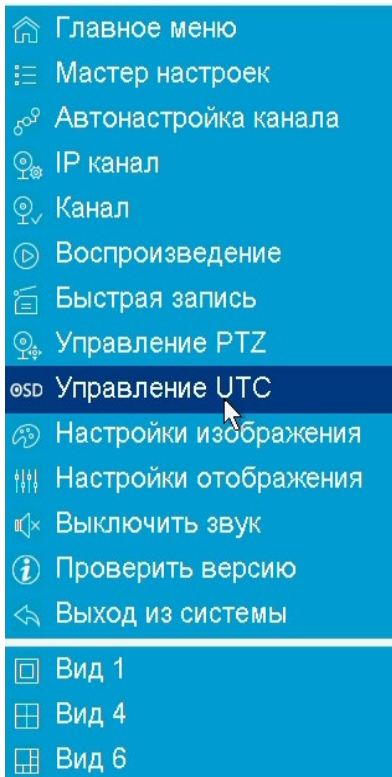 Главное меню
Мастер настроек
Автонастройка канала
IP канал
Канал
Воспроизведение
Быстрая запись
Управление PTZ
OSD Управление UTC
Настройки изображения
Настройки отображения
Выключить звук
Проверить версию
Выход из системы
Вид 1
Вид 4
Вид 6